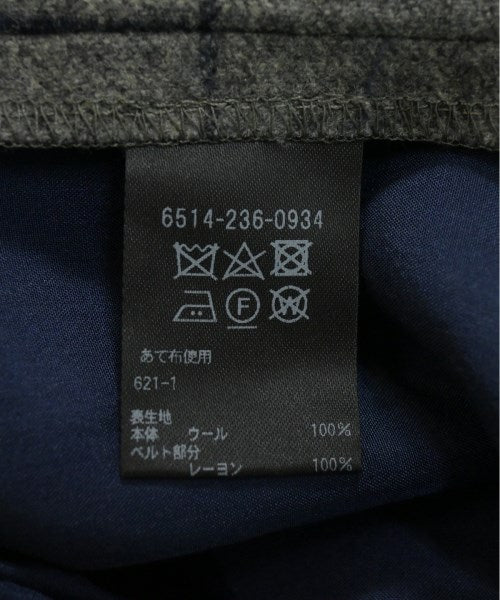 6514-236-0934
F
W
あて布使用
621-1
表生地
本体 ウール 100%
ベルト部分
レーヨン 100%